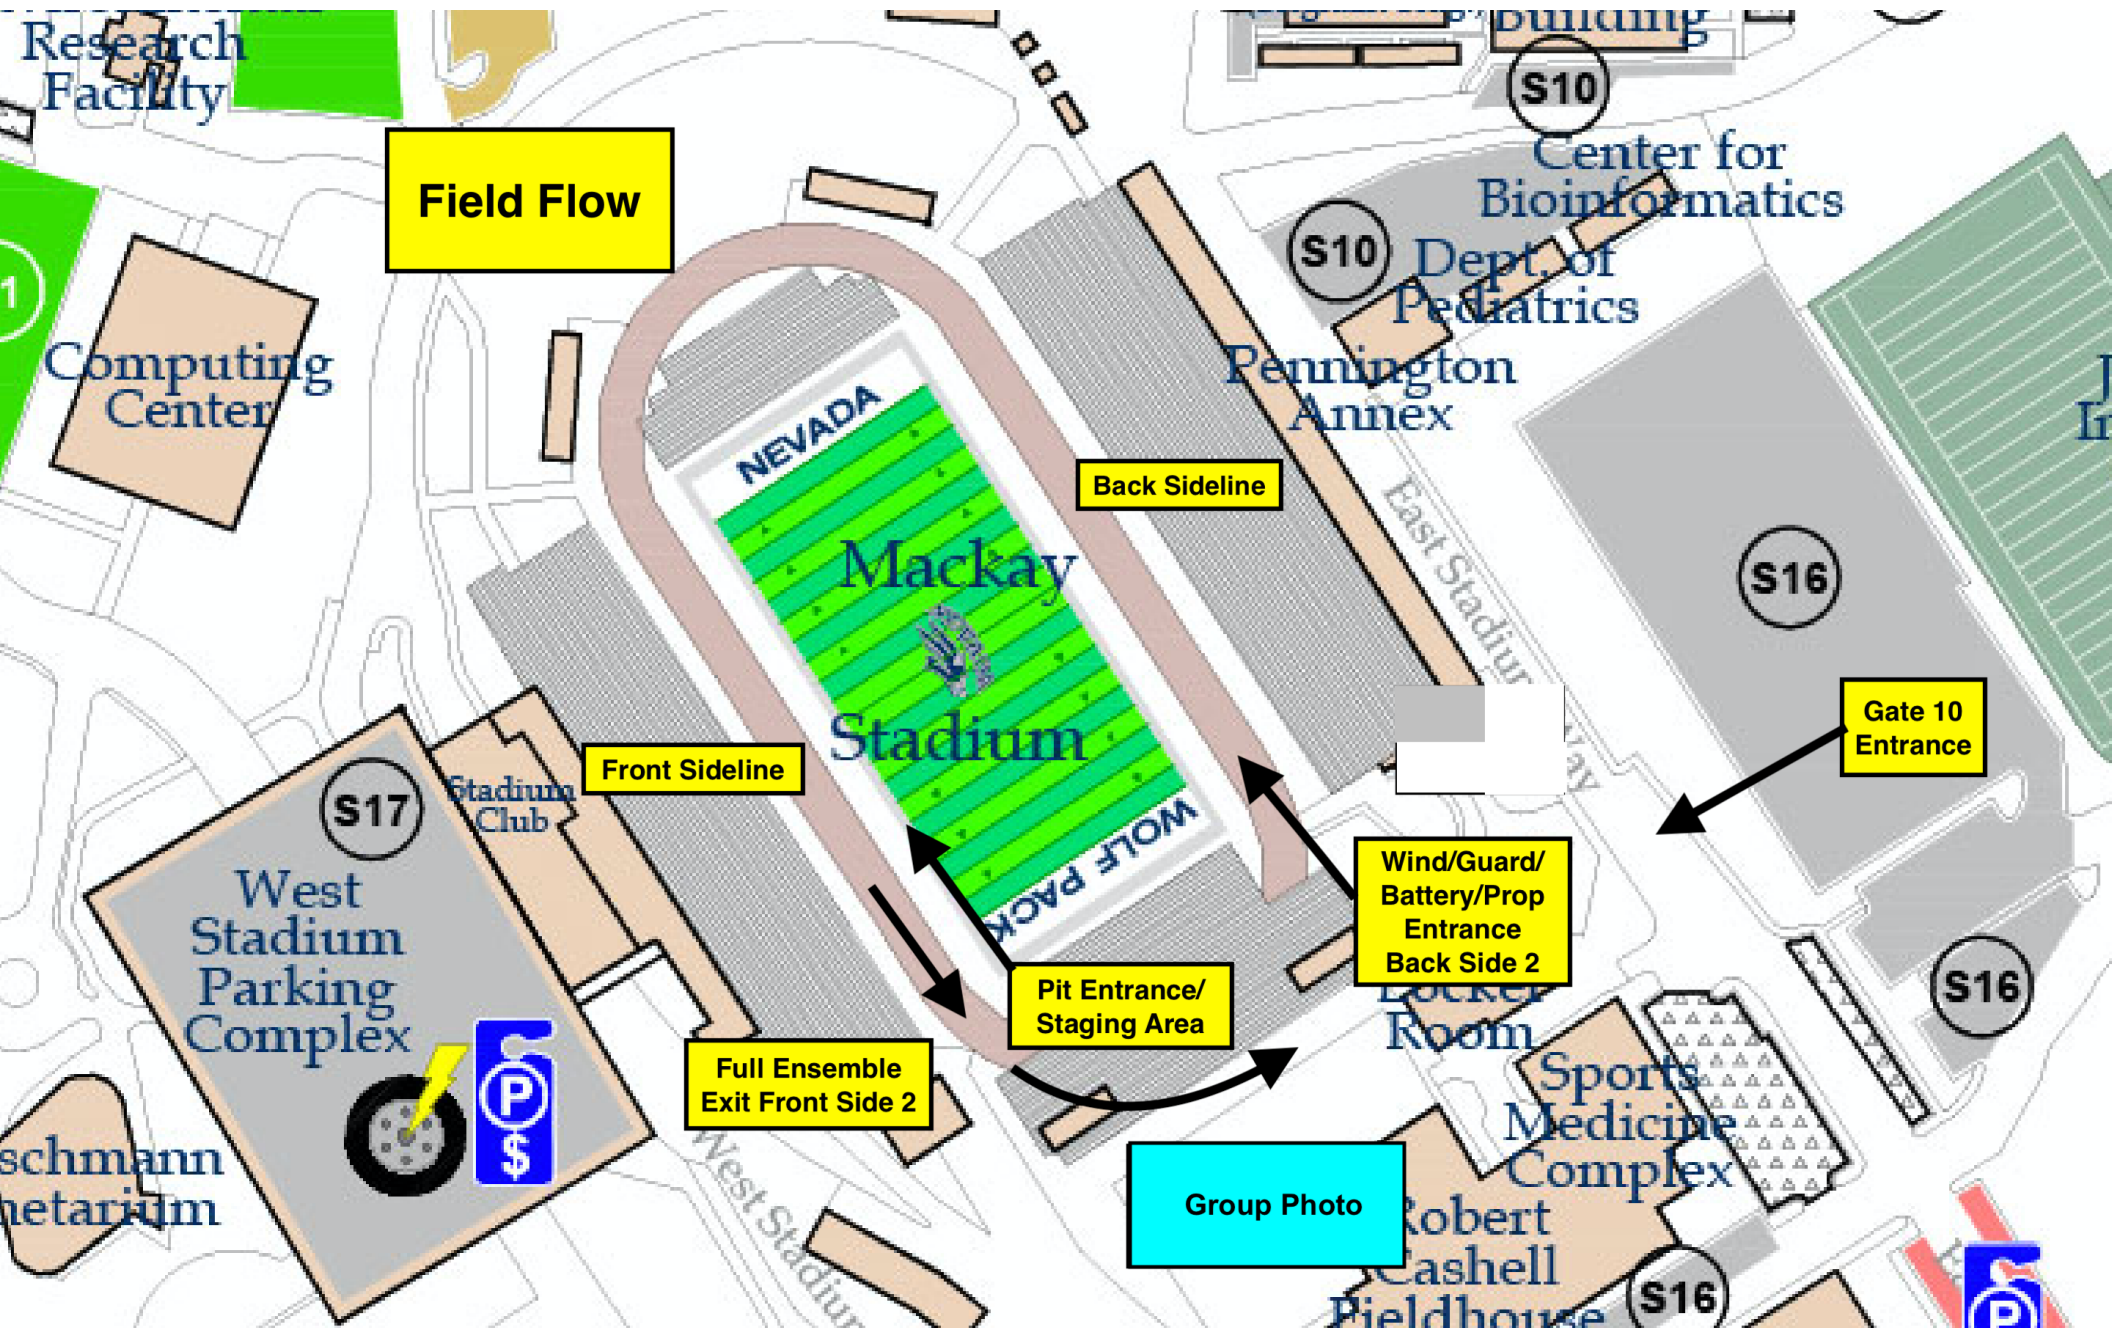 Research
Facility
Building
S10
Center for
Bioinformatics
Field Flow
S10
Dept. of
Pediatrics
1
Computing
Center
Pennington
Annex
NEVADA
Back Sideline
East Stadium Way
Mackay
Stadium
S16
Gate 10
Entrance
Front Sideline
S17
Stadium
Club
WOLF PACK
Wind/Guard/
Battery/Prop
Entrance
Back Side 2
West
Stadium
Parking
Complex
Pit Entrance/
Staging Area
Locker
Room
S16
Full Ensemble
Exit Front Side 2
Sports
Medicine
Complex
P
$
schmann
netarium
West Stadium
Group Photo
Robert
Cashell
Fieldhouse
S16
P